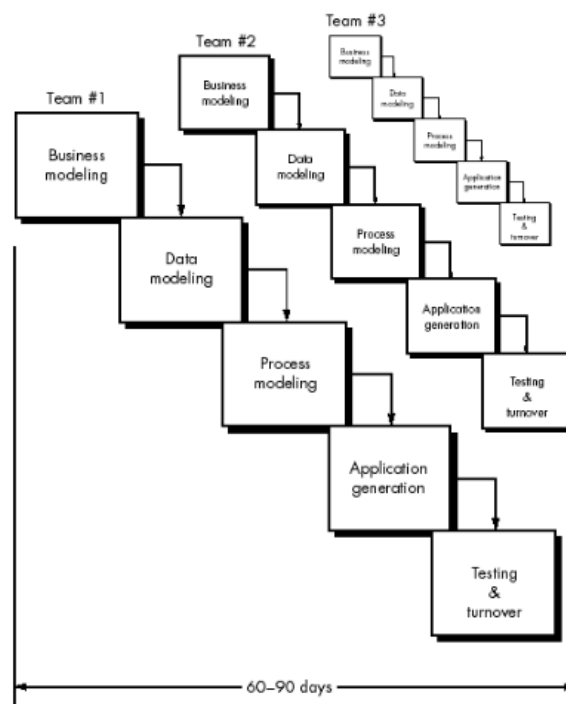 Team #1
Business
modeling
Data
modeling
Process
modeling
Application
generation
Testing
&
turnover
Team #2
Business
modeling
Data
modeling
Process
modeling
Application
generation
Testing
&
turnover
Team #3
Business
modeling
Data
modeling
Process
modeling
Application
generation
Testing
&
turnover
60–90 days